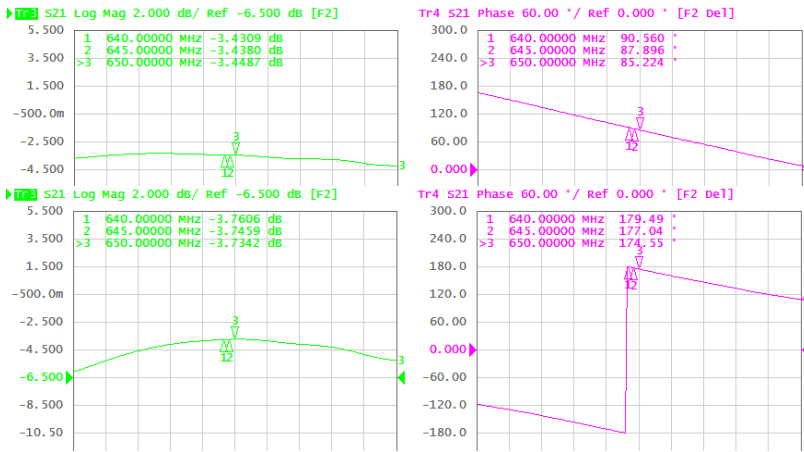 Tr3 S21 Log Mag 2.000 dB/ Ref -6.500 dB [F2]
5.500
3.500
1.500
-500.0m
-2.500
-4.500
1 640.00000 MHz -3.4309 dB
2 645.00000 MHz -3.4380 dB
>3 650.00000 MHz -3.4487 dB
3
12
3
Tr4 S21 Phase 60.00 °/ Ref 0.000 ° [F2 Del]
300.0
240.0
180.0
120.0
60.00
0.000
1 640.00000 MHz 90.560 °
2 645.00000 MHz 87.896 °
>3 650.00000 MHz 85.224 °
3
12
Tr3 S21 Log Mag 2.000 dB/ Ref -6.500 dB [F2]
5.500
3.500
1.500
-500.0m
-2.500
-4.500
-6.500
-8.500
-10.50
1 640.00000 MHz -3.7606 dB
2 645.00000 MHz -3.7459 dB
>3 650.00000 MHz -3.7342 dB
3
12
3
Tr4 S21 Phase 60.00 °/ Ref 0.000 ° [F2 Del]
300.0
240.0
180.0
120.0
60.00
0.000
-60.00
-120.0
-180.0
1 640.00000 MHz 179.49 °
2 645.00000 MHz 177.04 °
>3 650.00000 MHz 174.55 °
3
12